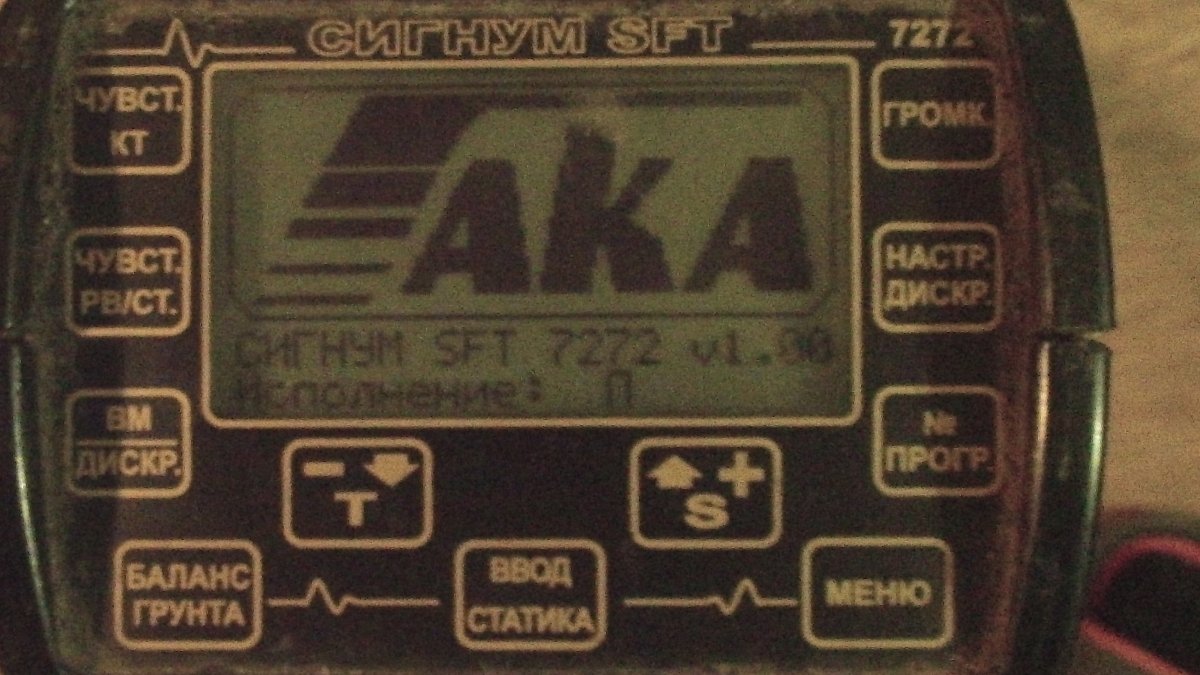 СИГНУМ SFT
7272
ЧУВСТ.
КТ
ГРОМК.
АКА
ЧУВСТ.
РВ/СТ.
НАСТР.
ДИСКР.
СИГНУМ SFT 7272 v1.00
Исполнение: П
ВМ
ДИСКР.
№
ПРОГР.
- T
+ S
БАЛАНС
ГРУНТА
ВВОД
СТАТИКА
МЕНЮ